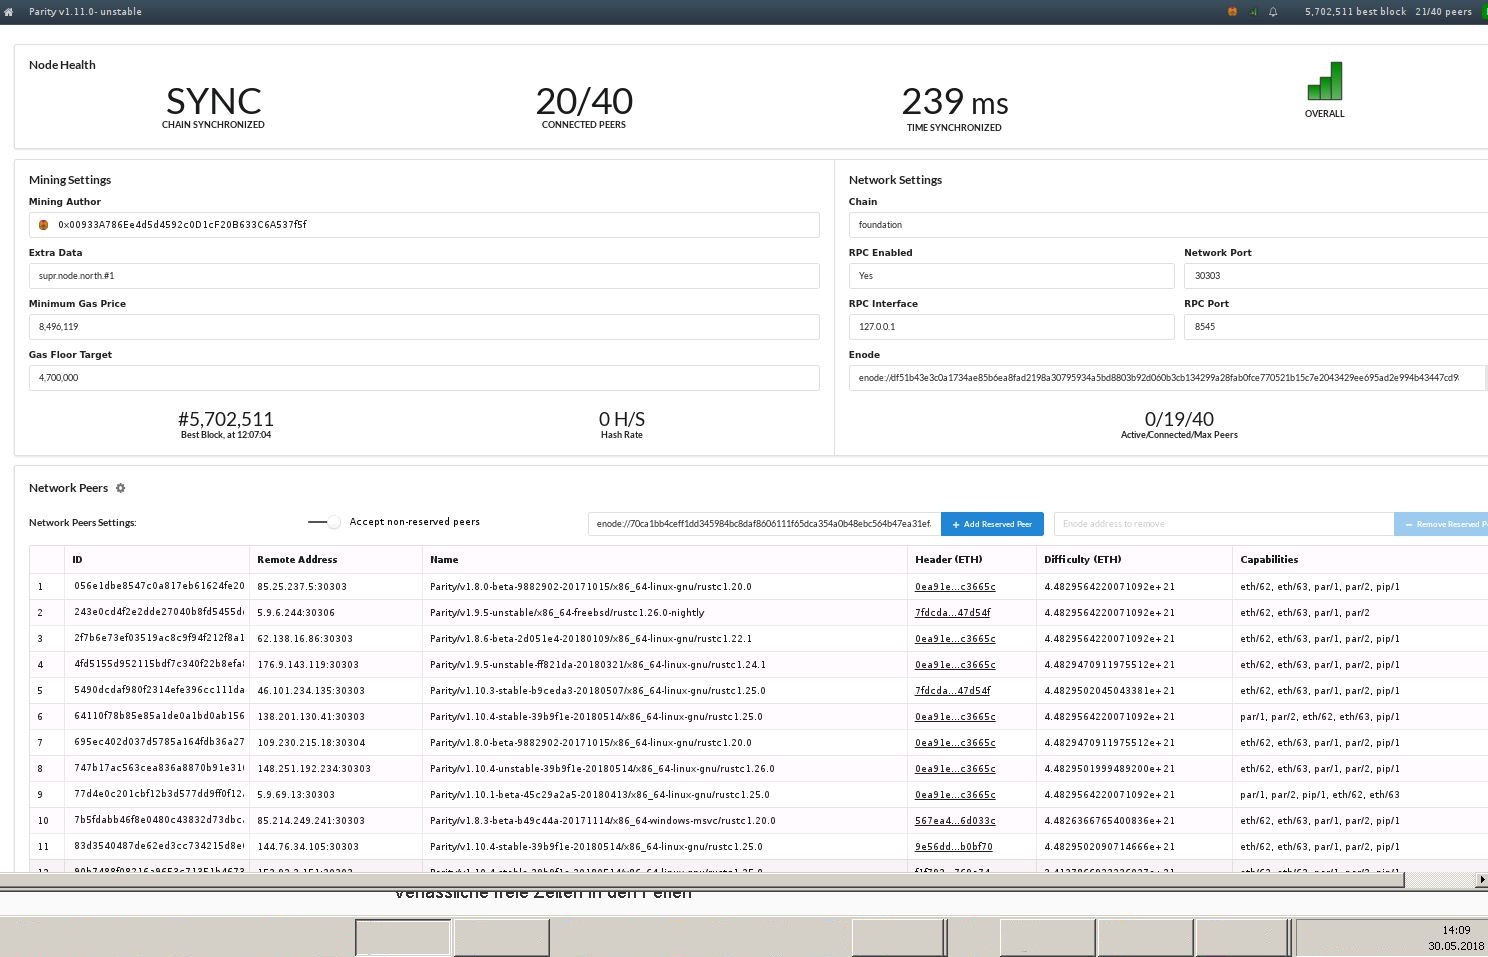 Parity v1.11.0- unstable
5,702,511 best block 21/40 peers
Node Health
SYNC 20/40 239 ms
CHAIN SYNCHRONIZED CONNECTED PEERS TIME SYNCHRONIZED OVERALL
Mining Settings
Mining Author
0x00933A786Ee4d5d4592c0D1cF20B633C6A537f5f
Extra Data
supr.node.north.#1
Minimum Gas Price
8,496,119
Gas Floor Target
4,700,000
#5,702,511 0 H/S
Best Block, at 12:07:04 Hash Rate
Network Settings
Chain
foundation
RPC Enabled Network Port
Yes 30303
RPC Interface RPC Port
127.0.0.1 8545
Enode
enode://df51b43e3c0a1734ae85b6ea8fad2198a30795934a5bd8803b92d060b3cb134299a28fab0fce770521b15c7e2043429ee695ad2e994b43447cd9
0/19/40
Active/Connected/Max Peers
Network Peers
Network Peers Settings: Accept non-reserved peers enode://70ca1bb4ceff1dd345984bc8daf8606111f65dca354a0b48ebc564b47ea31ef. + Add Reserved Peer Enode address to remove − Remove Reserved
ID Remote Address Name Header (ETH) Difficulty (ETH) Capabilities
1 056e1dbe8547c0a817eb61624fe20 85.25.237.5:30303 Parity/v1.8.0-beta-9882902-20171015/x86_64-linux-gnu/rustc1.20.0 0ea91e...c3665c 4.4829564220071092e+21 eth/62, eth/63, par/1, par/2, pip/1
2 243e0cd4f2e2dde27040b8fd5455d 5.9.6.244:30306 Parity/v1.9.5-unstable/x86_64-freebsd/rustc1.26.0-nightly 7fdcda...47d54f 4.4829564220071092e+21 eth/62, eth/63, par/1, par/2
3 2f7b6e73ef03519ac8c9f94f212f8a1 62.138.16.86:30303 Parity/v1.8.6-beta-2d051e4-20180109/x86_64-linux-gnu/rustc1.22.1 0ea91e...c3665c 4.4829564220071092e+21 eth/62, eth/63, par/1, par/2, pip/1
4 4fd5155d952115bdf7c340f22b8efa 176.9.143.119:30303 Parity/v1.9.5-unstable-ff821da-20180321/x86_64-linux-gnu/rustc1.24.1 0ea91e...c3665c 4.4829470911975512e+21 eth/62, eth/63, par/1, par/2, pip/1
5 5490dcdaf980f2314efe396cc111da 46.101.234.135:30303 Parity/v1.10.3-stable-b9ceda3-20180507/x86_64-linux-gnu/rustc1.25.0 7fdcda...47d54f 4.4829502045043381e+21 eth/62, eth/63, par/1, par/2, pip/1
6 64110f78b85e85a1de0a1bd0ab156 138.201.130.41:30303 Parity/v1.10.4-stable-39b9f1e-20180514/x86_64-linux-gnu/rustc1.25.0 0ea91e...c3665c 4.4829564220071092e+21 par/1, par/2, eth/62, eth/63, pip/1
7 695ec402d037d5785a164fdb36a27 109.230.215.18:30304 Parity/v1.8.0-beta-9882902-20171015/x86_64-linux-gnu/rustc1.20.0 0ea91e...c3665c 4.4829470911975512e+21 eth/62, eth/63, par/1, par/2, pip/1
8 747b17ac563cea836a8870b91e31 148.251.192.234:30303 Parity/v1.10.4-unstable-39b9f1e-20180514/x86_64-linux-gnu/rustc1.26.0 0ea91e...c3665c 4.4829501999489200e+21 eth/62, eth/63, par/1, par/2, pip/1
9 77d4e0c201cbf12b3d577dd9ff0f12 5.9.69.13:30303 Parity/v1.10.1-beta-45c29a2a5-20180413/x86_64-linux-gnu/rustc1.25.0 0ea91e...c3665c 4.4829564220071092e+21 par/1, par/2, pip/1, eth/62, eth/63
10 7b5fdabb46f8e0480c43832d73dbc 85.214.249.241:30303 Parity/v1.8.3-beta-b49c44a-20171114/x86_64-windows-msvc/rustc1.20.0 567ea4...6d033c 4.4826366765400836e+21 eth/62, eth/63, par/1, par/2, pip/1
11 83d3540487de62ed3cc734215d8e 144.76.34.105:30303 Parity/v1.10.4-stable-39b9f1e-20180514/x86_64-linux-gnu/rustc1.25.0 9e56dd...b0bf70 4.4829502090714666e+21 eth/62, eth/63, par/1, par/2, pip/1
Verlässliche freie Zeiten in den Ferien
14:09
30.05.2018